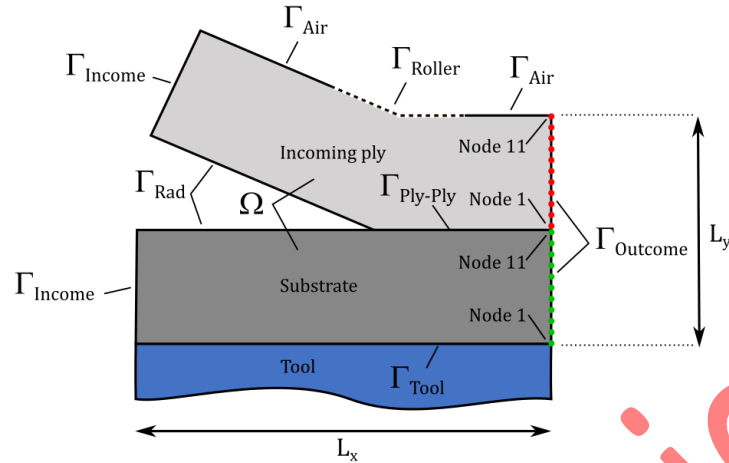 Γ_Air
Γ_Income
Γ_Roller
Γ_Air
Incoming ply
Node 11
Γ_Rad
Γ_Ply-Ply
Ω
Node 1
Γ_Outcome
L_y
Node 11
Γ_Income
Substrate
Node 1
Tool
Γ_Tool
L_x